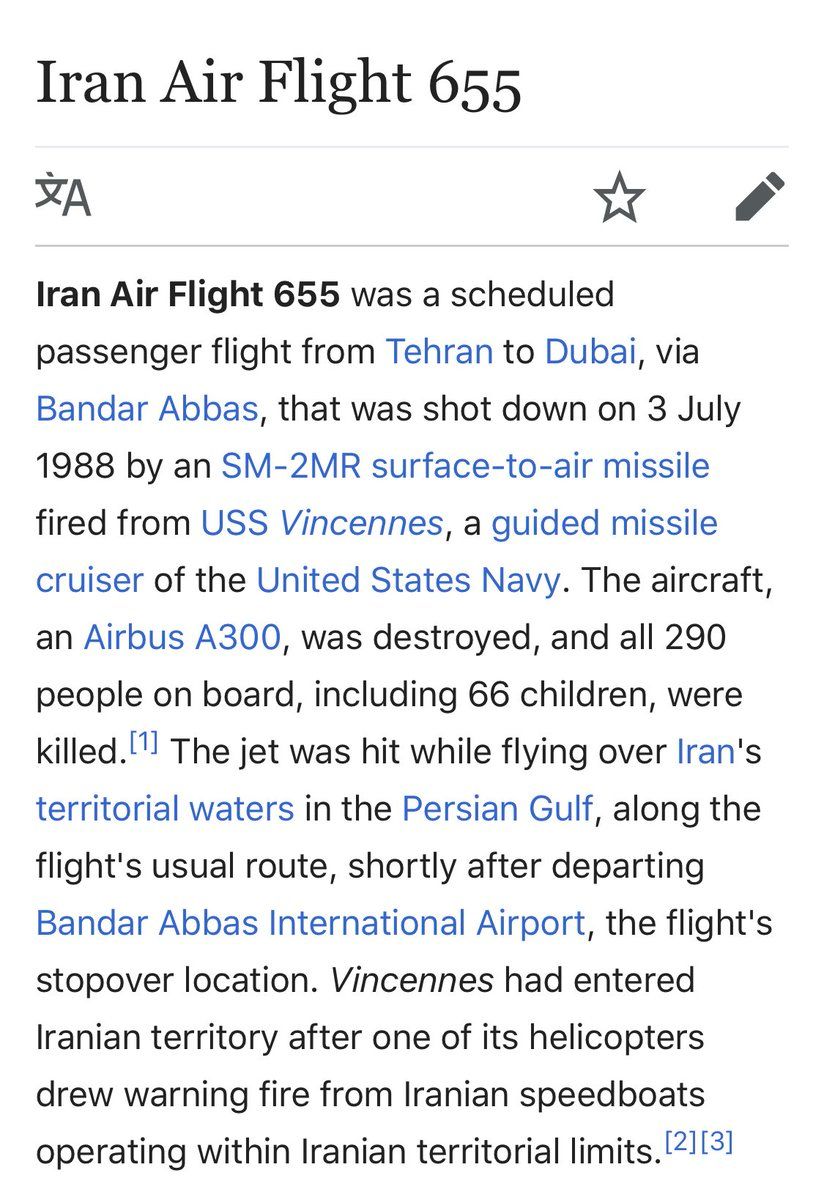 Iran Air Flight 655
文A
Iran Air Flight 655 was a scheduled
passenger flight from Tehran to Dubai, via
Bandar Abbas, that was shot down on 3 July
1988 by an SM-2MR surface-to-air missile
fired from USS Vincennes, a guided missile
cruiser of the United States Navy. The aircraft,
an Airbus A300, was destroyed, and all 290
people on board, including 66 children, were
killed.[1] The jet was hit while flying over Iran's
territorial waters in the Persian Gulf, along the
flight's usual route, shortly after departing
Bandar Abbas International Airport, the flight's
stopover location. Vincennes had entered
Iranian territory after one of its helicopters
drew warning fire from Iranian speedboats
operating within Iranian territorial limits.[2][3]